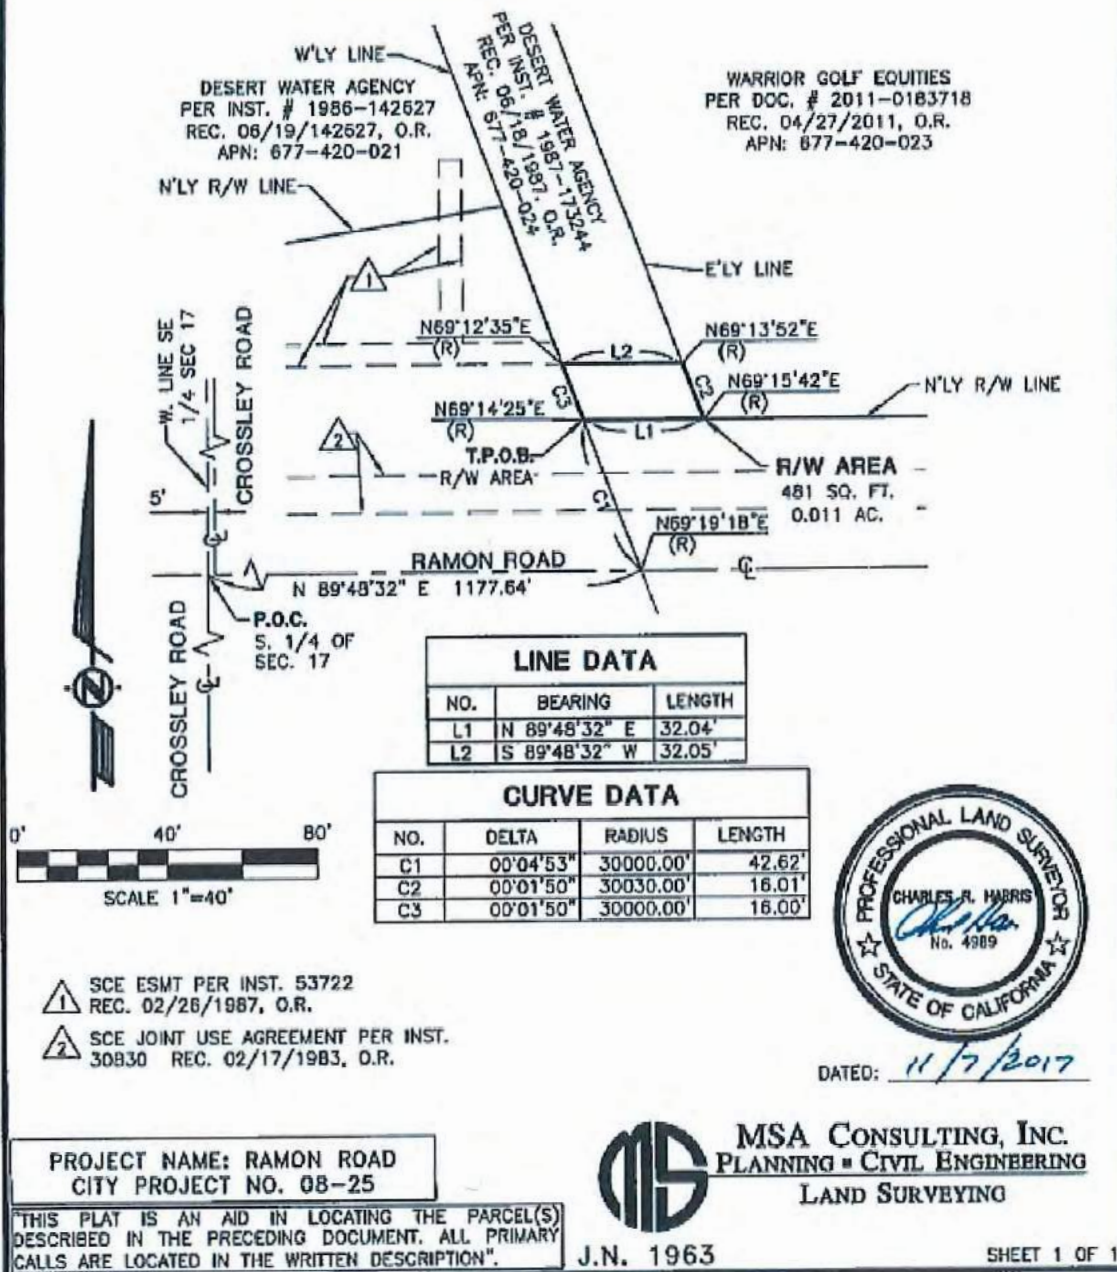 W'LY LINE
DESERT WATER AGENCY
PER INST. # 1986-142627
REC. 06/19/142627, O.R.
APN: 677-420-021
DESERT WATER AGENCY
PER INST. # 1987-173244
REC. 06/18/1987, O.R.
APN: 677-420-024
WARRIOR GOLF EQUITIES
PER DOC. # 2011-0183718
REC. 04/27/2011, O.R.
APN: 677-420-023
N'LY R/W LINE
E'LY LINE
1
W. LINE SE
1/4 SEC 17
CROSSLEY ROAD
N69°12'35"E
(R)
L2
N69°13'52"E
(R)
C3
C2
N69°15'42"E
(R)
N'LY R/W LINE
N69°14'25"E
(R)
L1
2
T.P.O.B.
R/W AREA
R/W AREA
481 SQ. FT.
0.011 AC.
5'
C1
N69°19'18"E
(R)
RAMON ROAD
N 89°48'32" E 1177.64'
P.O.C.
S. 1/4 OF
SEC. 17
CROSSLEY ROAD
N
LINE DATA
NO. BEARING LENGTH
L1 N 89°48'32" E 32.04'
L2 S 89°48'32" W 32.05'
CURVE DATA
NO. DELTA RADIUS LENGTH
C1 00°04'53" 30000.00' 42.62'
C2 00°01'50" 30030.00' 16.01'
C3 00°01'50" 30000.00' 16.00'
0' 40' 80'
SCALE 1"=40'
PROFESSIONAL LAND SURVEYOR
CHARLES R. HARRIS
No. 4989
STATE OF CALIFORNIA
1 SCE ESMT PER INST. 53722
REC. 02/26/1987, O.R.
2 SCE JOINT USE AGREEMENT PER INST.
30830 REC. 02/17/1983, O.R.
DATED: 11/7/2017
PROJECT NAME: RAMON ROAD
CITY PROJECT NO. 08-25
"THIS PLAT IS AN AID IN LOCATING THE PARCEL(S)
DESCRIBED IN THE PRECEDING DOCUMENT. ALL PRIMARY
CALLS ARE LOCATED IN THE WRITTEN DESCRIPTION".
MSA CONSULTING, INC.
PLANNING ▪ CIVIL ENGINEERING
LAND SURVEYING
J.N. 1963
SHEET 1 OF 1